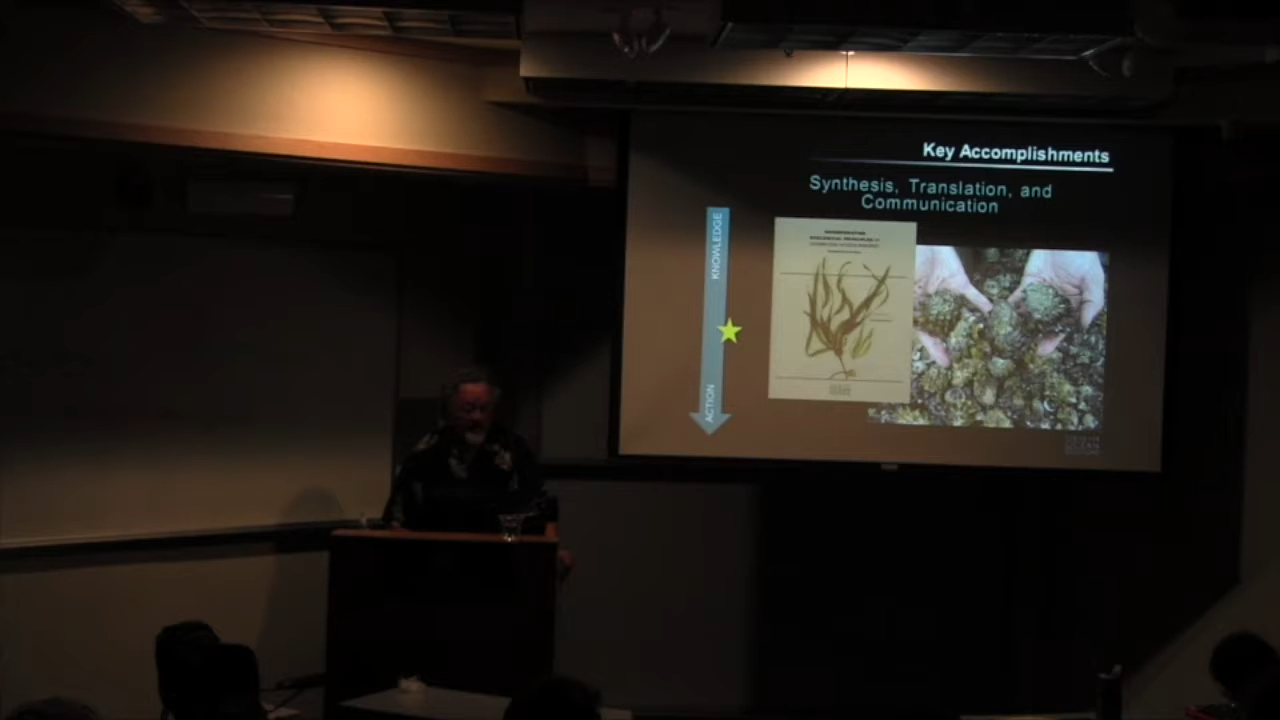 Key Accomplishments
Synthesis, Translation, and
Communication
KNOWLEDGE
ACTION